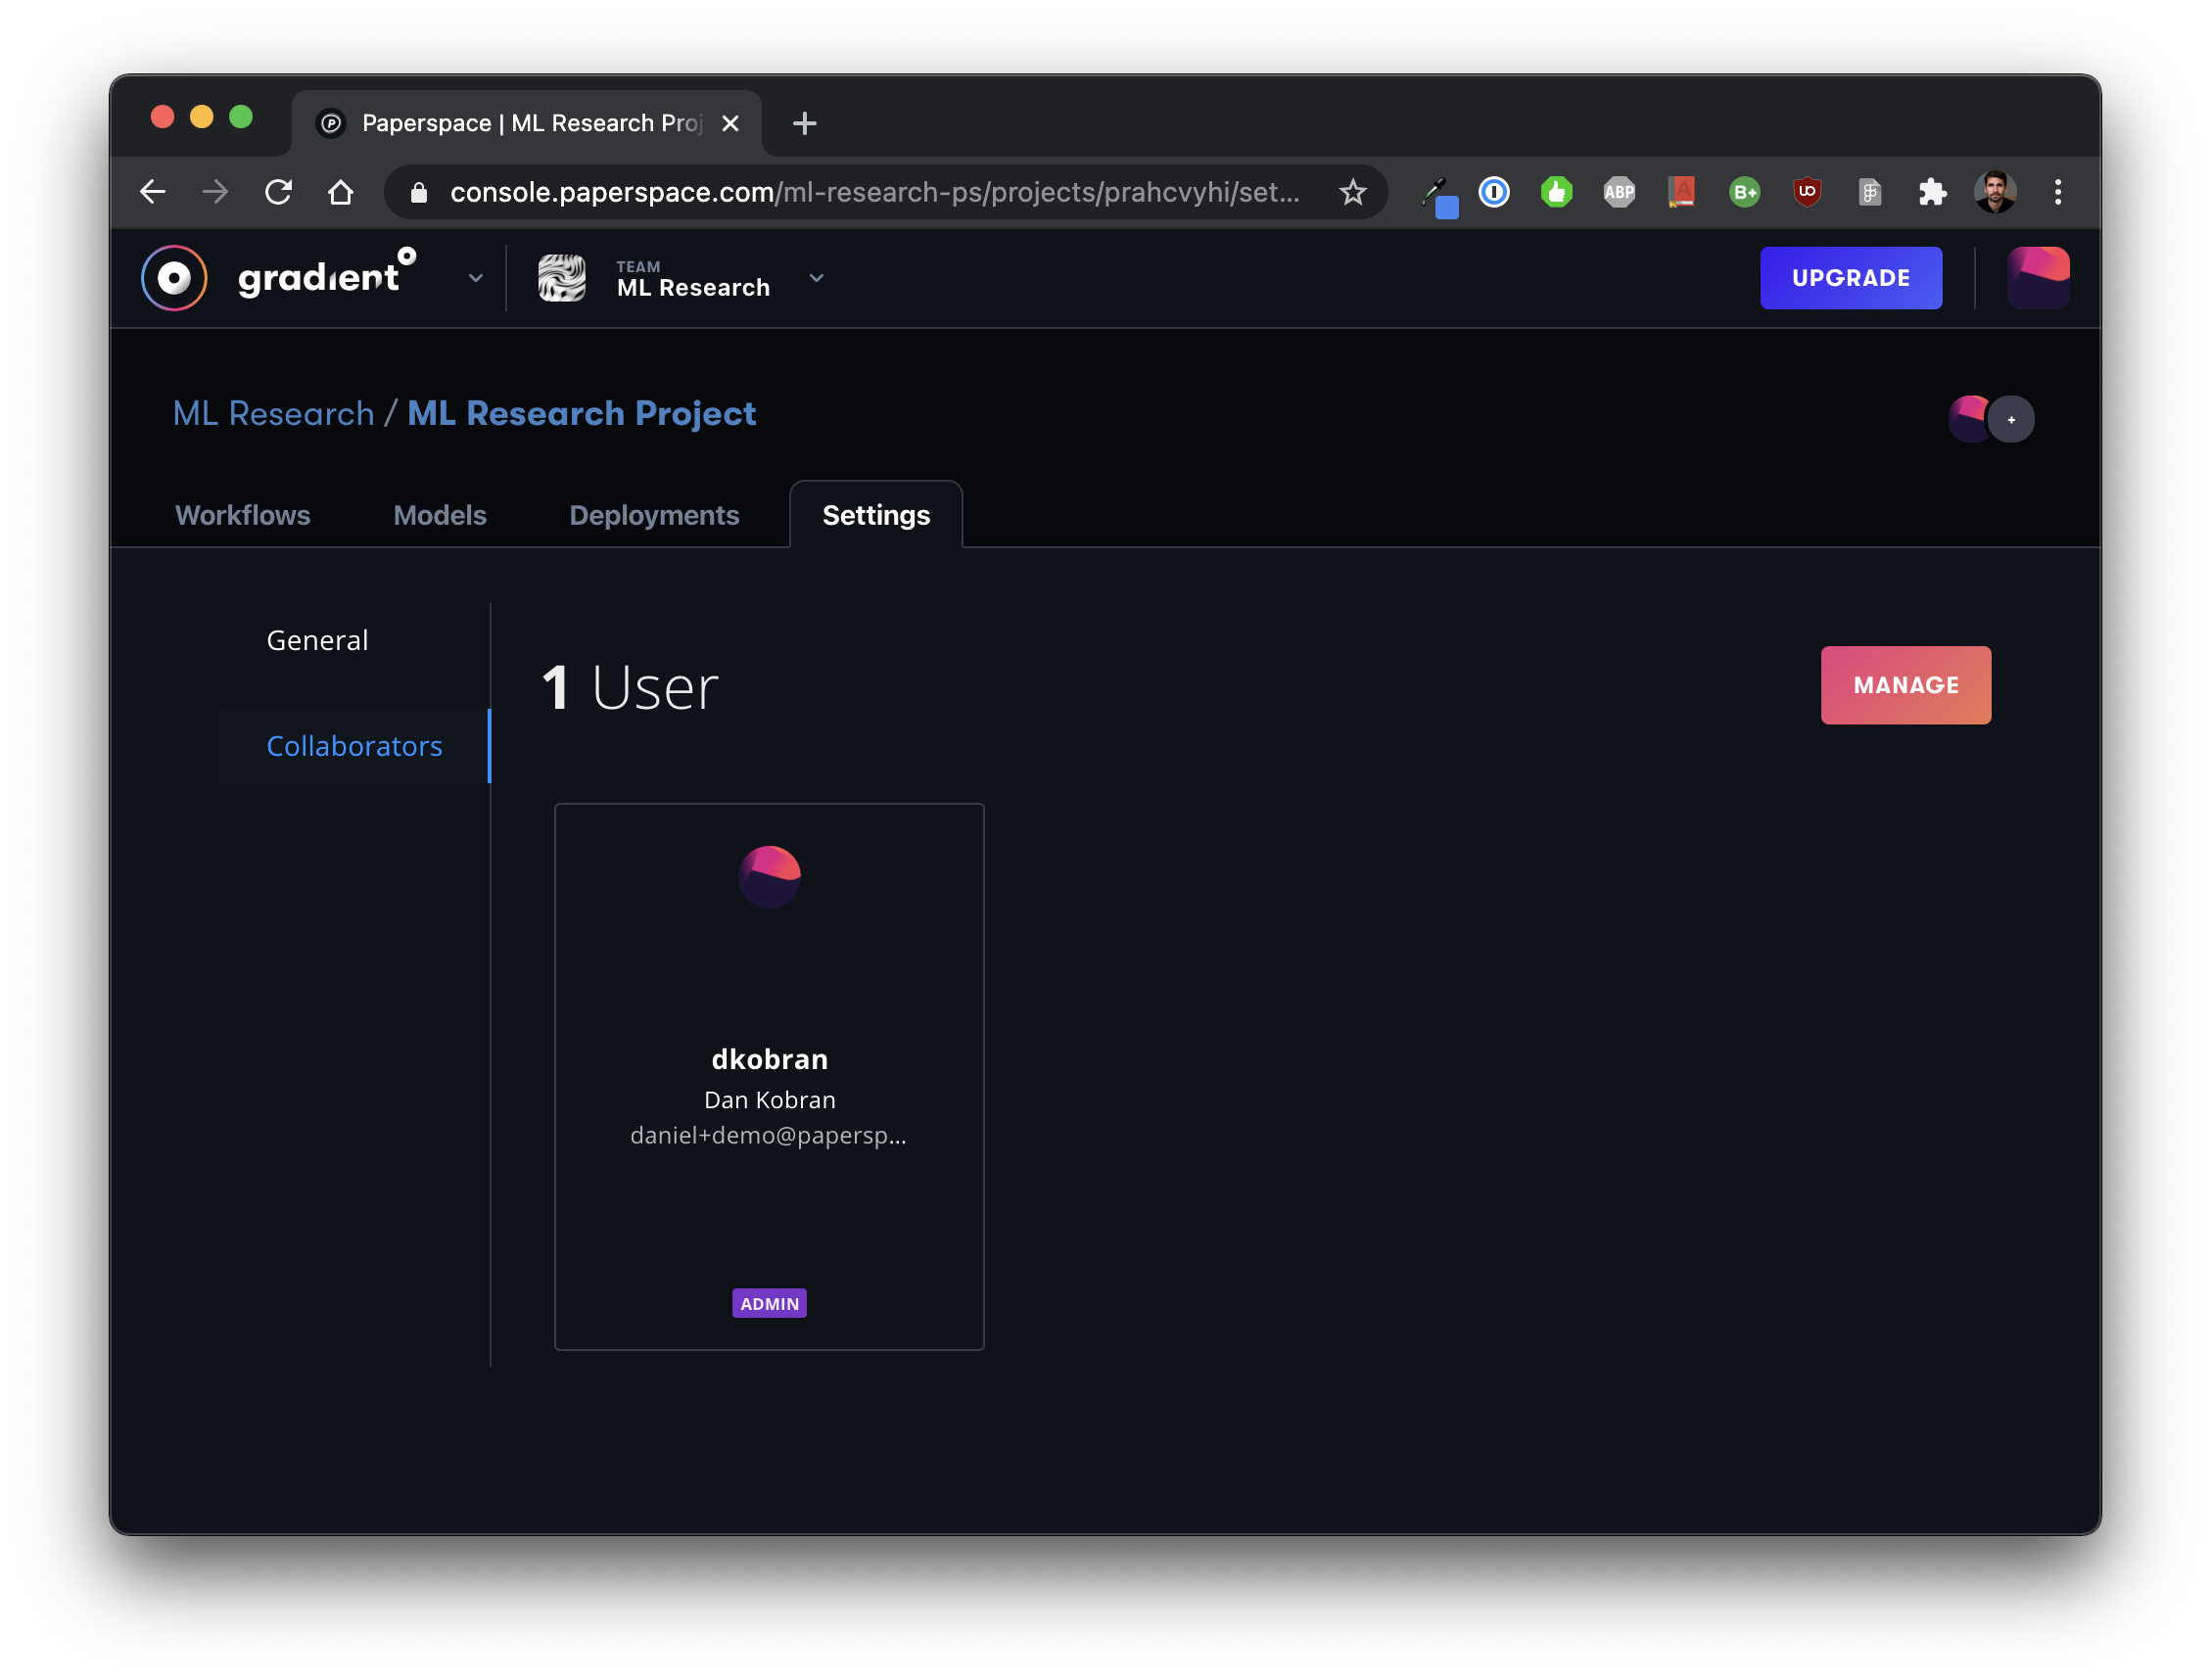 Paperspace | ML Research Proj
console.paperspace.com/ml-research-ps/projects/prahcvyhi/set...
ABP
B+
gradient
TEAM
ML Research
UPGRADE
ML Research / ML Research Project
+
Workflows Models Deployments Settings
General
Collaborators
1 User
MANAGE
dkobran
Dan Kobran
daniel+demo@papersp...
ADMIN